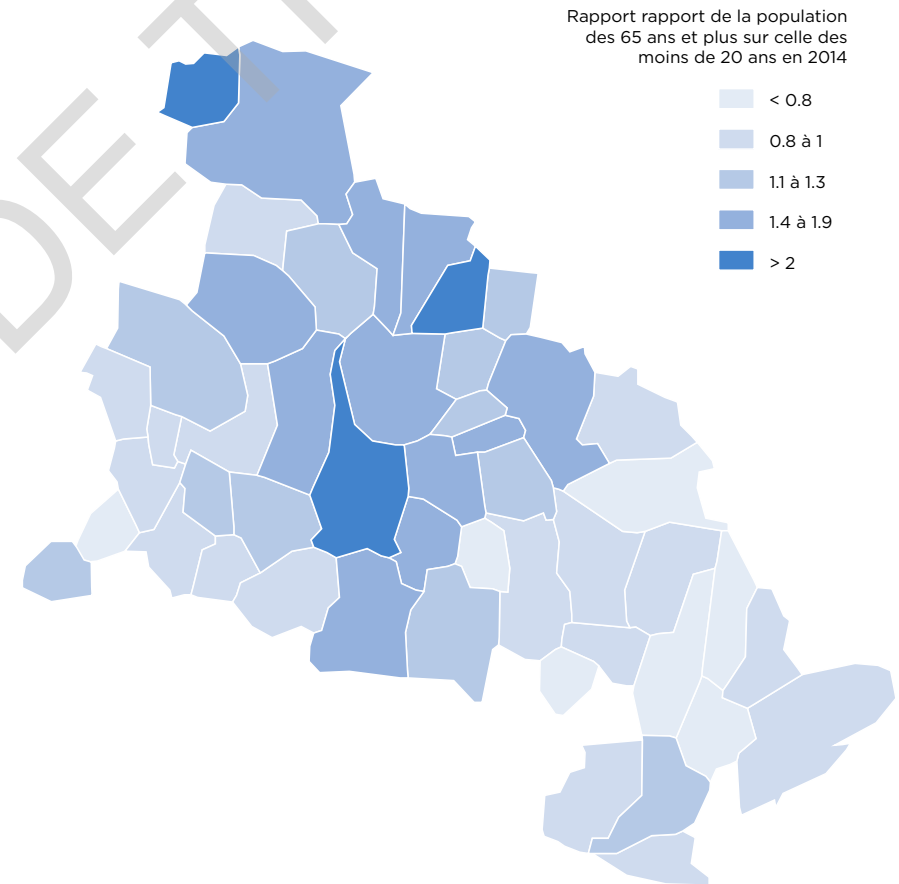 Rapport rapport de la population
des 65 ans et plus sur celle des
moins de 20 ans en 2014
< 0.8
0.8 à 1
1.1 à 1.3
1.4 à 1.9
> 2